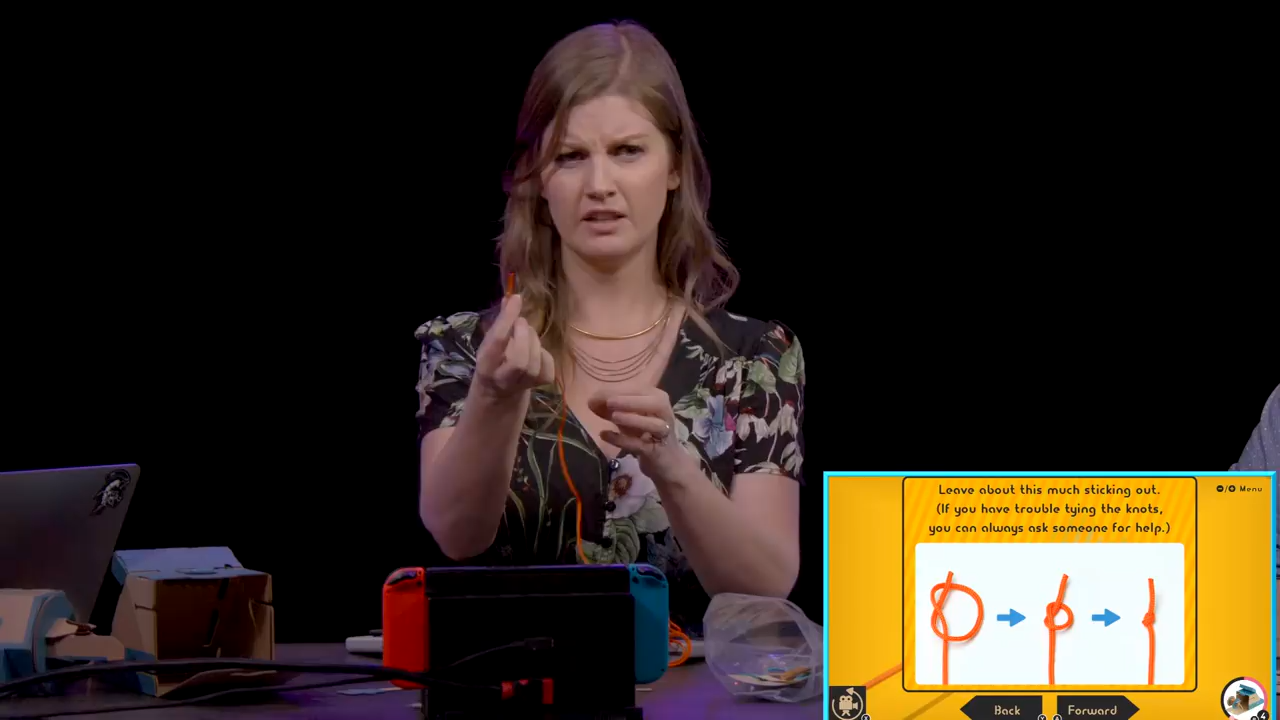 Leave about this much sticking out.
(If you have trouble tying the knots,
you can always ask someone for help.)
⊖/⊕ Menu
Back
Forward